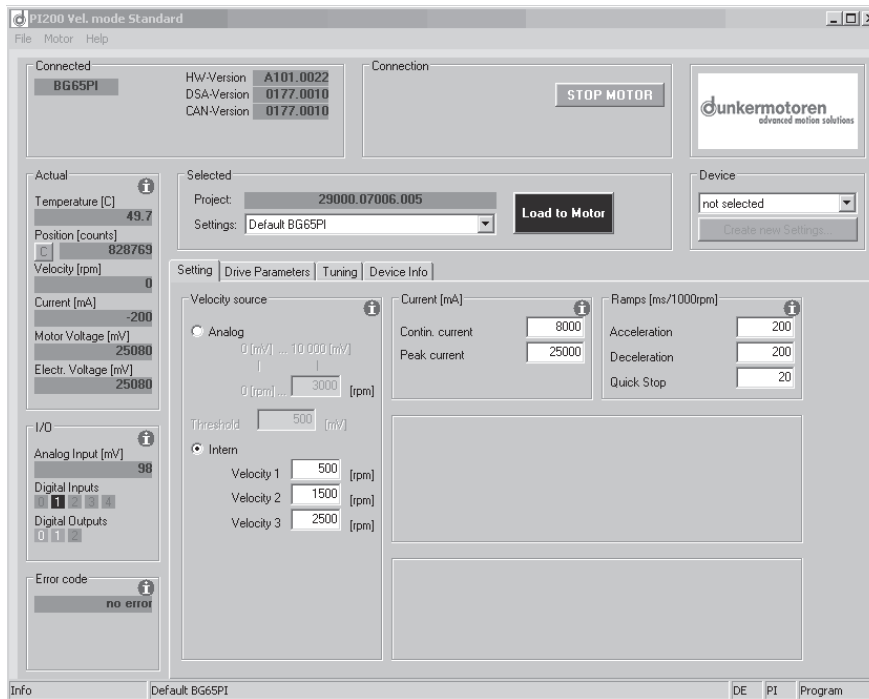 PI200 Vel. mode Standard
File Motor Help
Connected
BG65PI
HW-Version A101.0022
DSA-Version 0177.0010
CAN-Version 0177.0010
Connection
STOP MOTOR
dunkermotoren
advanced motion solutions
Actual
Temperature [C]
49.7
Position [counts]
C 828769
Velocity [rpm]
0
Current [mA]
-200
Motor Voltage [mV]
25080
Electr. Voltage [mV]
25080
Selected
Project: 29000.07006.005
Settings: Default BG65PI
Load to Motor
Device
not selected
Create new Settings...
Setting Drive Parameters Tuning Device Info
Velocity source
Analog
0 [mV] ... 10 000 [mV]
0 [rpm] ... 3000 [rpm]
Threshold 500 [mV]
Intern
Velocity 1 500 [rpm]
Velocity 2 1500 [rpm]
Velocity 3 2500 [rpm]
Current [mA]
Contin. current 8000
Peak current 25000
Ramps [ms/1000rpm]
Acceleration 200
Deceleration 200
Quick Stop 20
I/O
Analog Input [mV]
98
Digital Inputs
0 1 2 3 4
Digital Outputs
0 1 2
Error code
no error
Info Default BG65PI DE PI Program